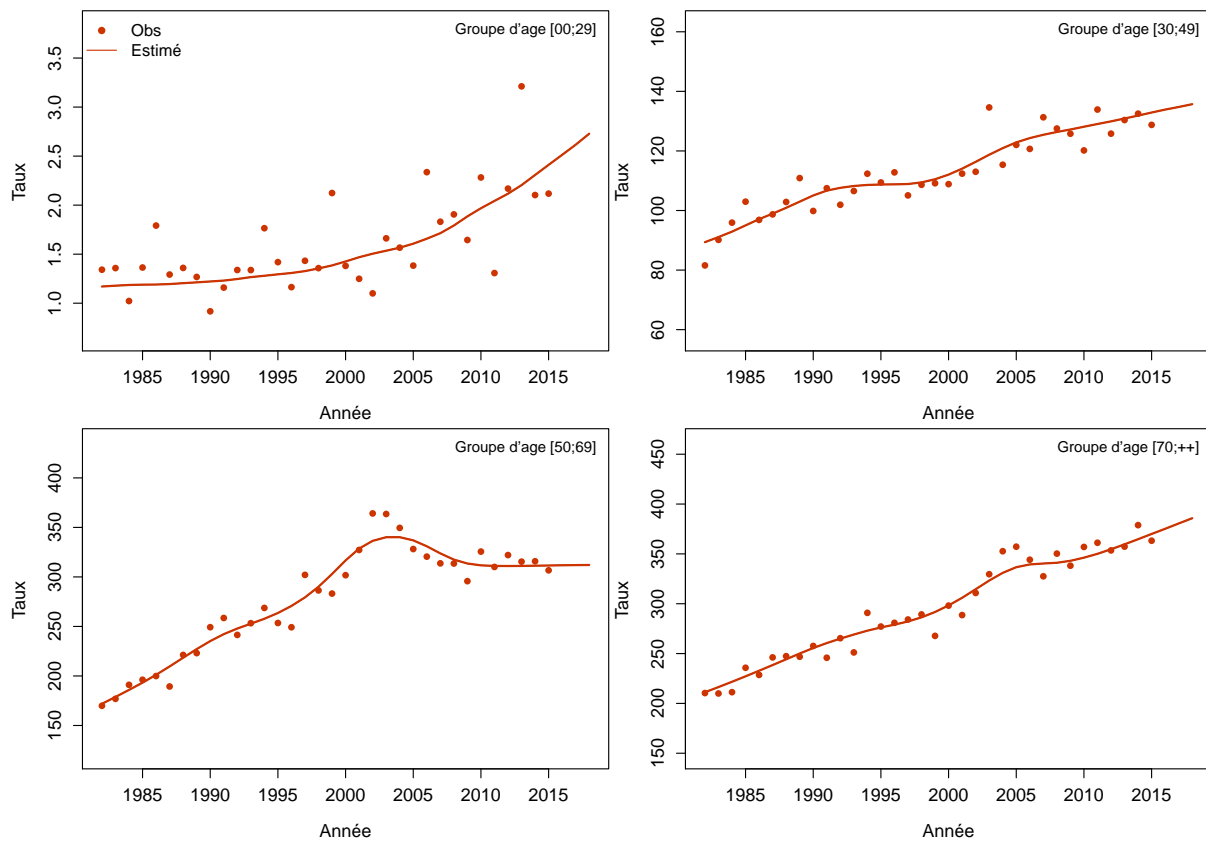 Obs
Estimé
Groupe d'age [00;29]
Taux
1.0 1.5 2.0 2.5 3.0 3.5
1985 1990 1995 2000 2005 2010 2015
Année
Groupe d'age [30;49]
Taux
60 80 100 120 140 160
1985 1990 1995 2000 2005 2010 2015
Année
Groupe d'age [50;69]
Taux
150 200 250 300 350 400
1985 1990 1995 2000 2005 2010 2015
Année
Groupe d'age [70;++]
Taux
150 200 250 300 350 400 450
1985 1990 1995 2000 2005 2010 2015
Année